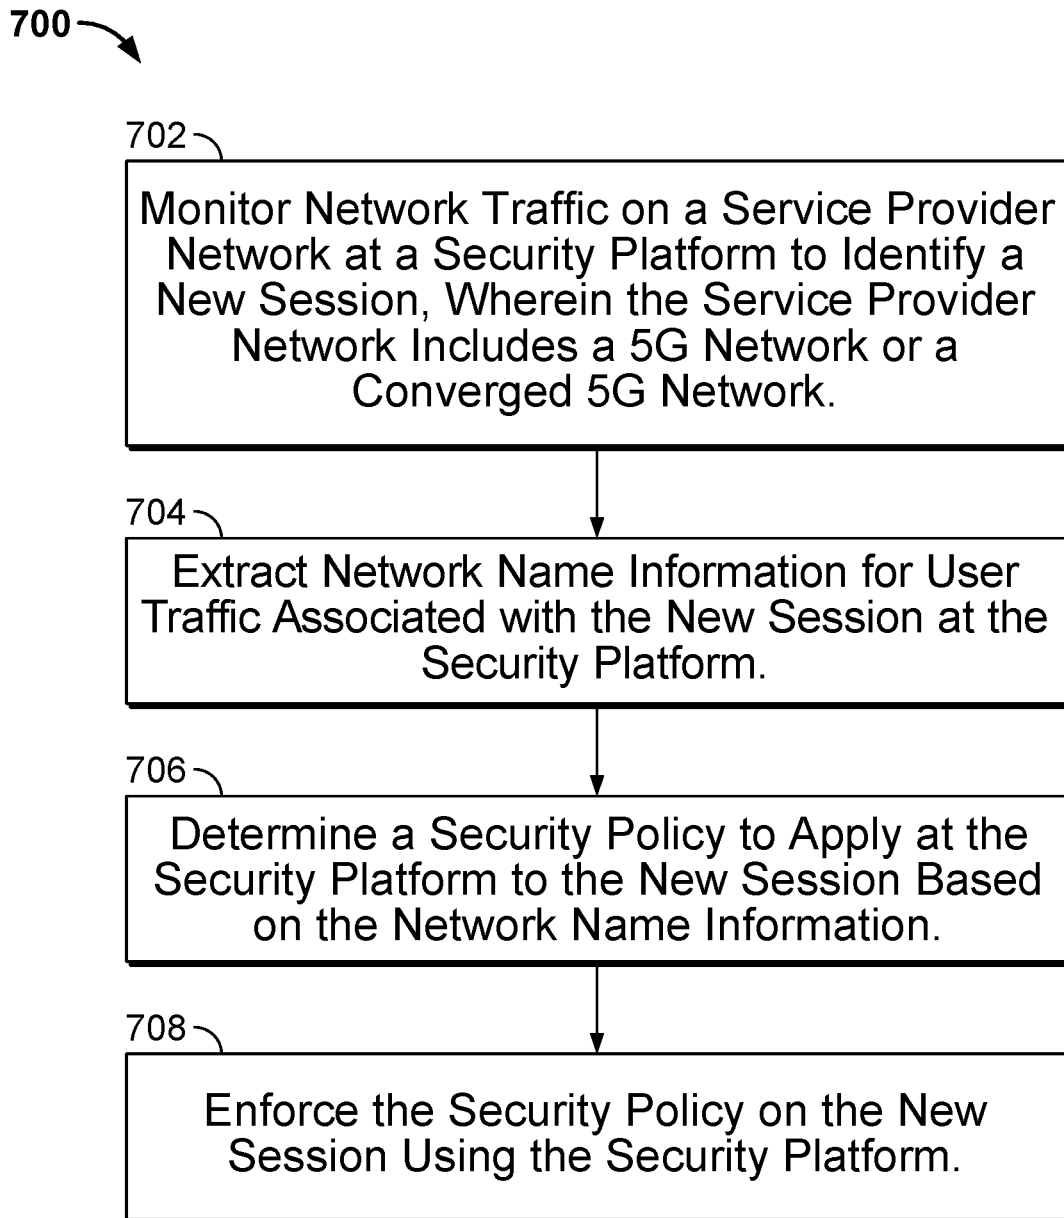 700
702
Monitor Network Traffic on a Service Provider
Network at a Security Platform to Identify a
New Session, Wherein the Service Provider
Network Includes a 5G Network or a
Converged 5G Network.
704
Extract Network Name Information for User
Traffic Associated with the New Session at the
Security Platform.
706
Determine a Security Policy to Apply at the
Security Platform to the New Session Based
on the Network Name Information.
708
Enforce the Security Policy on the New
Session Using the Security Platform.